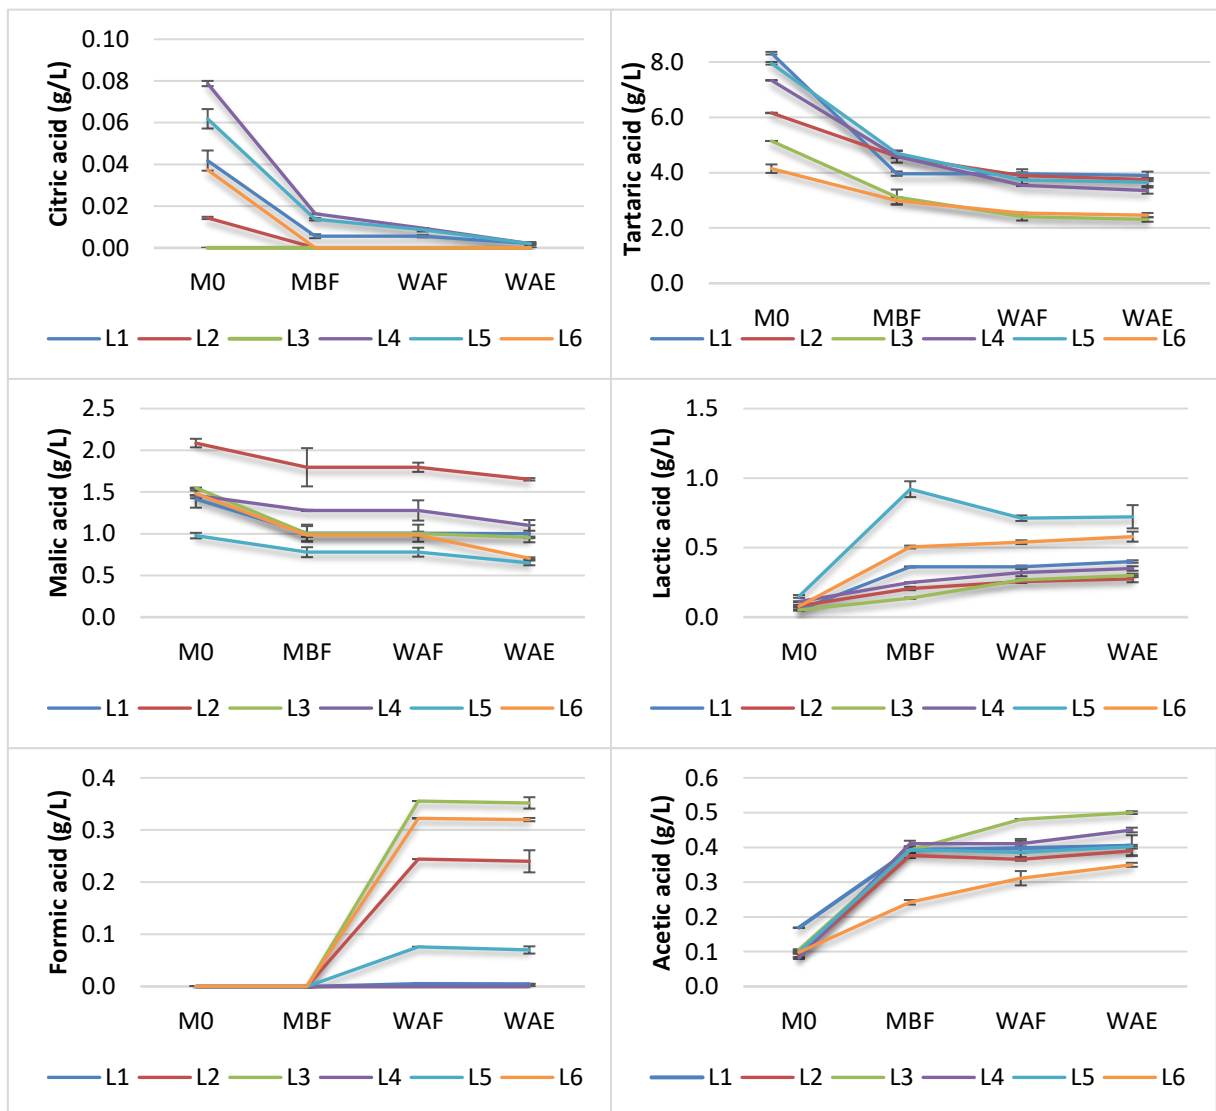 Citric acid (g/L)
0.10
0.08
0.06
0.04
0.02
0.00
M0 MBF WAF WAE
L1 L2 L3 L4 L5 L6
Tartaric acid (g/L)
8.0
6.0
4.0
2.0
0.0
M0 MBF WAF WAE
L1 L2 L3 L4 L5 L6
Malic acid (g/L)
2.5
2.0
1.5
1.0
0.5
0.0
M0 MBF WAF WAE
L1 L2 L3 L4 L5 L6
Lactic acid (g/L)
1.5
1.0
0.5
0.0
M0 MBF WAF WAE
L1 L2 L3 L4 L5 L6
Formic acid (g/L)
0.4
0.3
0.2
0.1
0.0
M0 MBF WAF WAE
L1 L2 L3 L4 L5 L6
Acetic acid (g/L)
0.6
0.5
0.4
0.3
0.2
0.1
0.0
M0 MBF WAF WAE
L1 L2 L3 L4 L5 L6